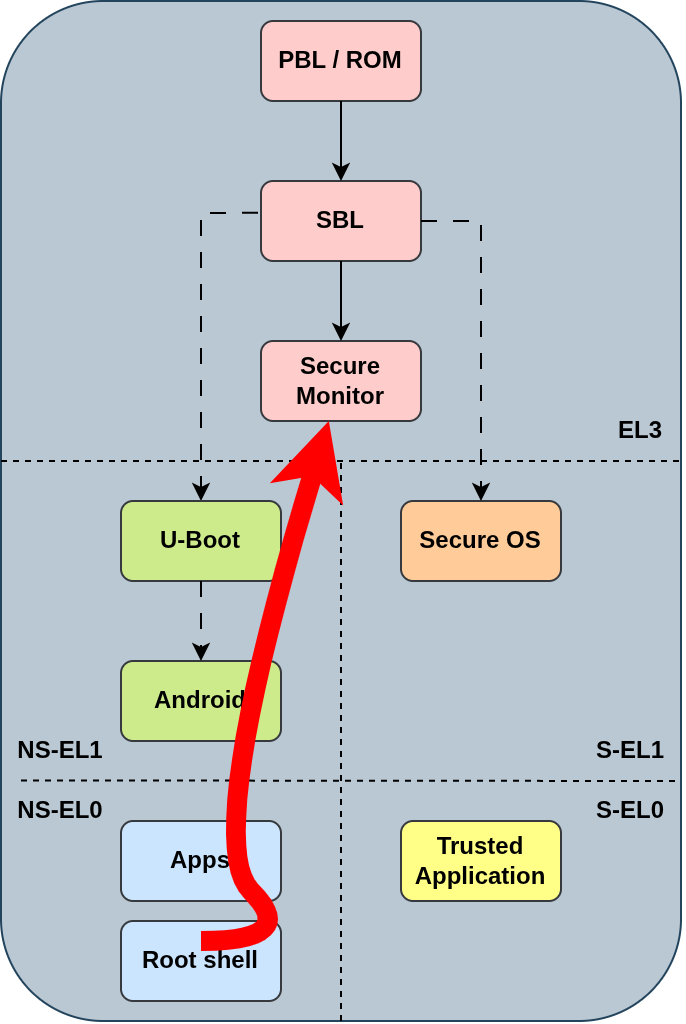 PBL / ROM
SBL
Secure
Monitor
EL3
U-Boot
Secure OS
Android
NS-EL1
S-EL1
NS-EL0
S-EL0
Apps
Trusted
Application
Root shell